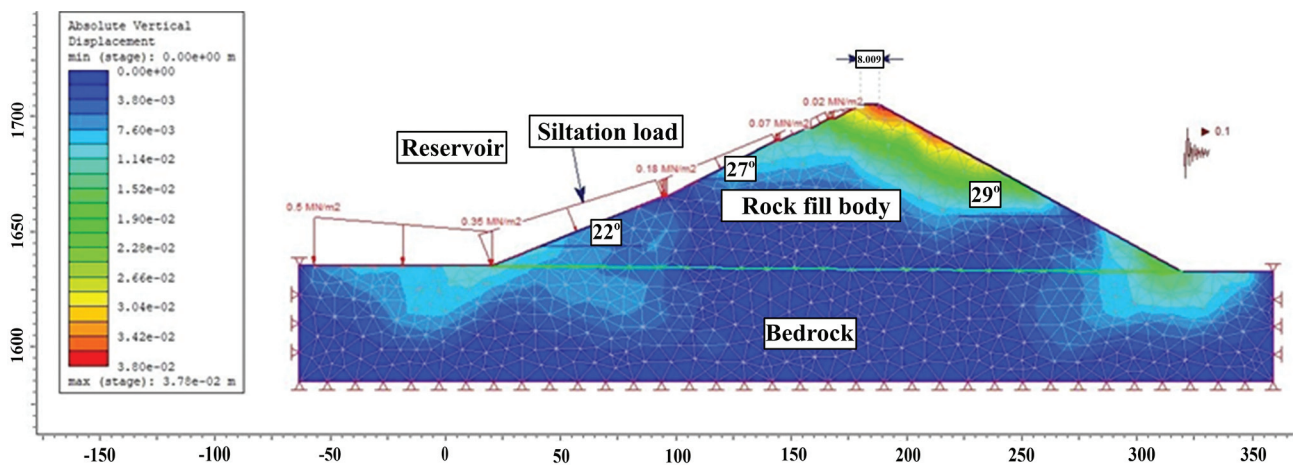 Absolute Vertical
Displacement
min (stage): 0.00e+00 m
0.00e+00
3.80e-03
7.60e-03
1.14e-02
1.52e-02
1.90e-02
2.28e-02
2.66e-02
3.04e-02
3.42e-02
3.80e-02
max (stage): 3.78e-02 m
8.009
0.02 MN/m2
0.07 MN/m2
0.1
Siltation load
Reservoir
0.18 MN/m2
27°
29°
Rock fill body
0.5 MN/m2
0.35 MN/m2
22°
Bedrock
1700
1650
1600
-150
-100
-50
0
50
100
150
200
250
300
350